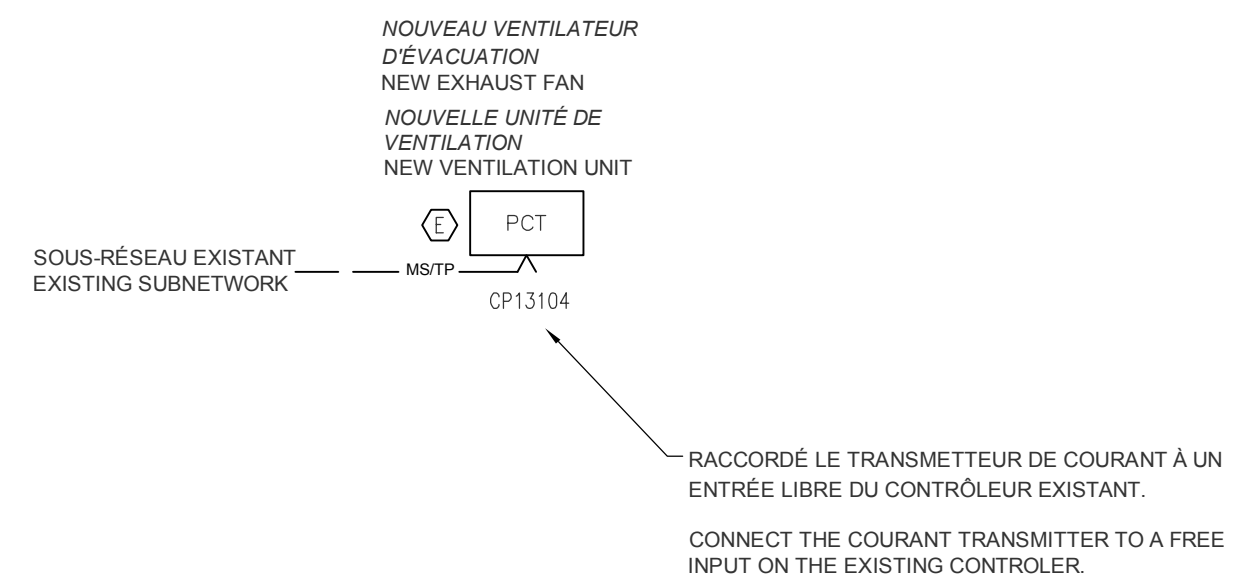 NOUVEAU VENTILATEUR
D'ÉVACUATION
NEW EXHAUST FAN
NOUVELLE UNITÉ DE
VENTILATION
NEW VENTILATION UNIT
E
PCT
SOUS-RÉSEAU EXISTANT
EXISTING SUBNETWORK
MS/TP
CP13104
RACCORDÉ LE TRANSMETTEUR DE COURANT À UN
ENTRÉE LIBRE DU CONTRÔLEUR EXISTANT.
CONNECT THE COURANT TRANSMITTER TO A FREE
INPUT ON THE EXISTING CONTROLER.